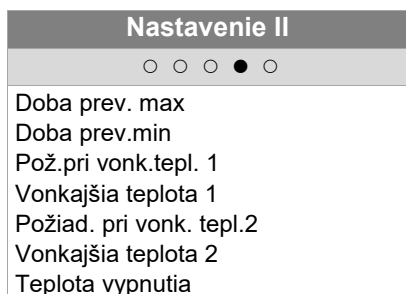 Nastavenie II
Doba prev. max
Doba prev.min
Pož.pri vonk.tepl. 1
Vonkajšia teplota 1
Požiad. pri vonk. tepl.2
Vonkajšia teplota 2
Teplota vypnutia